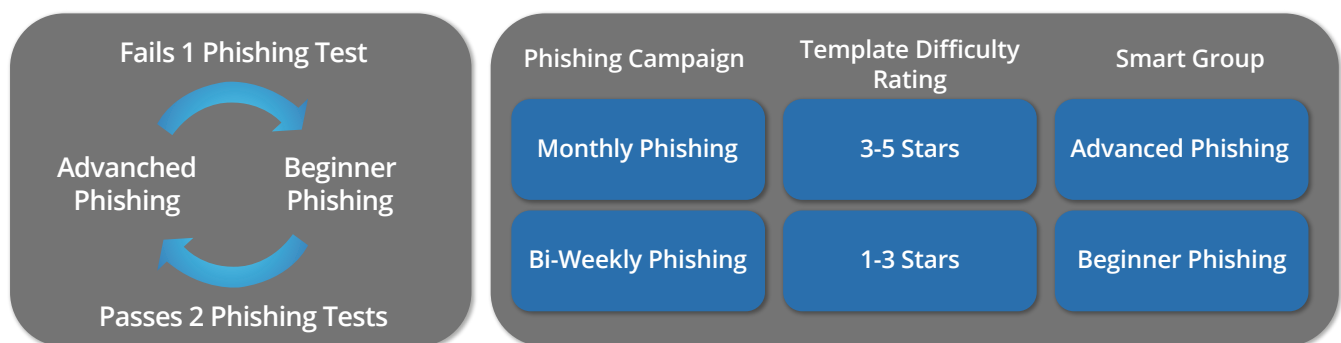 Fails 1 Phishing Test
Advanched
Phishing
Beginner
Phishing
Passes 2 Phishing Tests
Phishing Campaign
Template Difficulty
Rating
Smart Group
Monthly Phishing
3-5 Stars
Advanced Phishing
Bi-Weekly Phishing
1-3 Stars
Beginner Phishing